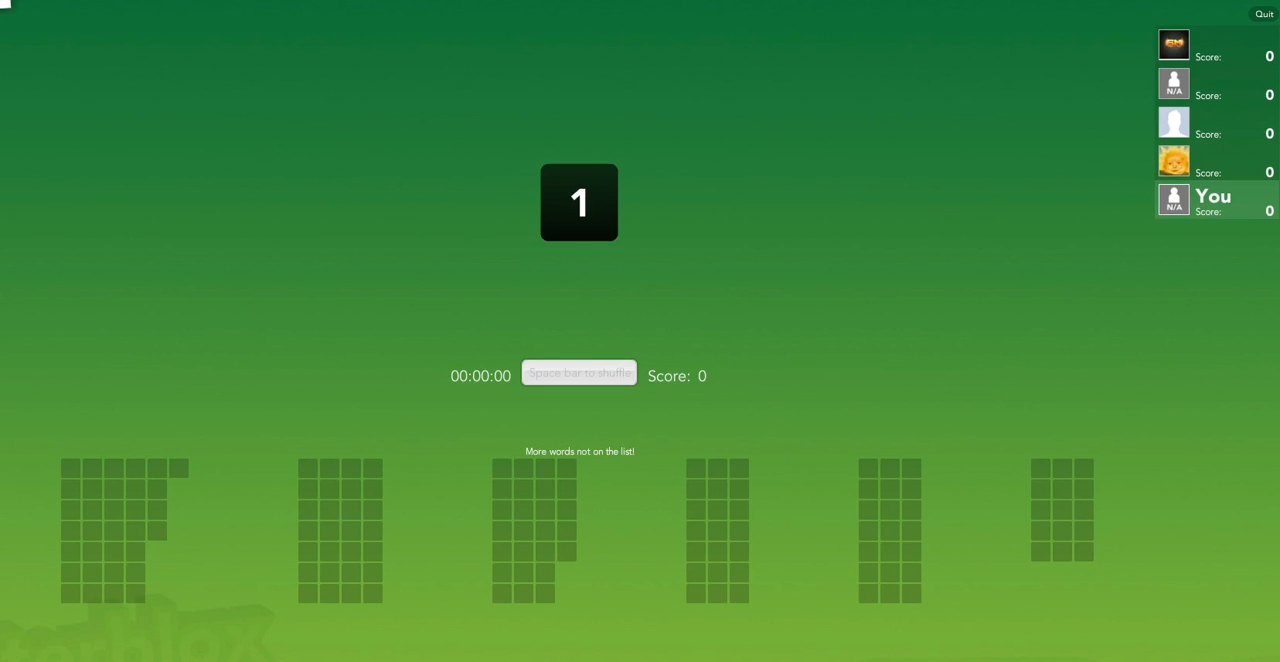 Quit
Score: 0
N/A
Score: 0
Score: 0
Score: 0
You
N/A
Score: 0
1
00:00:00 Space bar to shuffle Score: 0
More words not on the list!